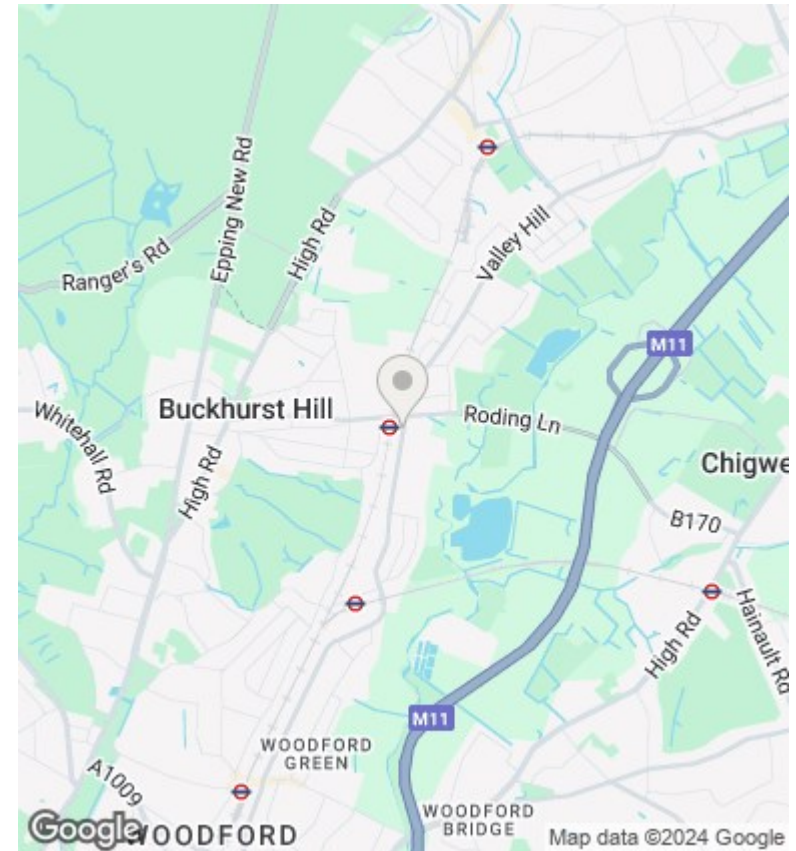 Epping New Rd
High Rd
Valley Hill
Ranger's Rd
M11
Buckhurst Hill
Roding Ln
Whitehall Rd
High Rd
Chigwe
B170
High Rd
Hainault Rd
M11
WOODFORD
GREEN
A1009
WOODFORD
BRIDGE
Google
WOODFORD
Map data ©2024 Google